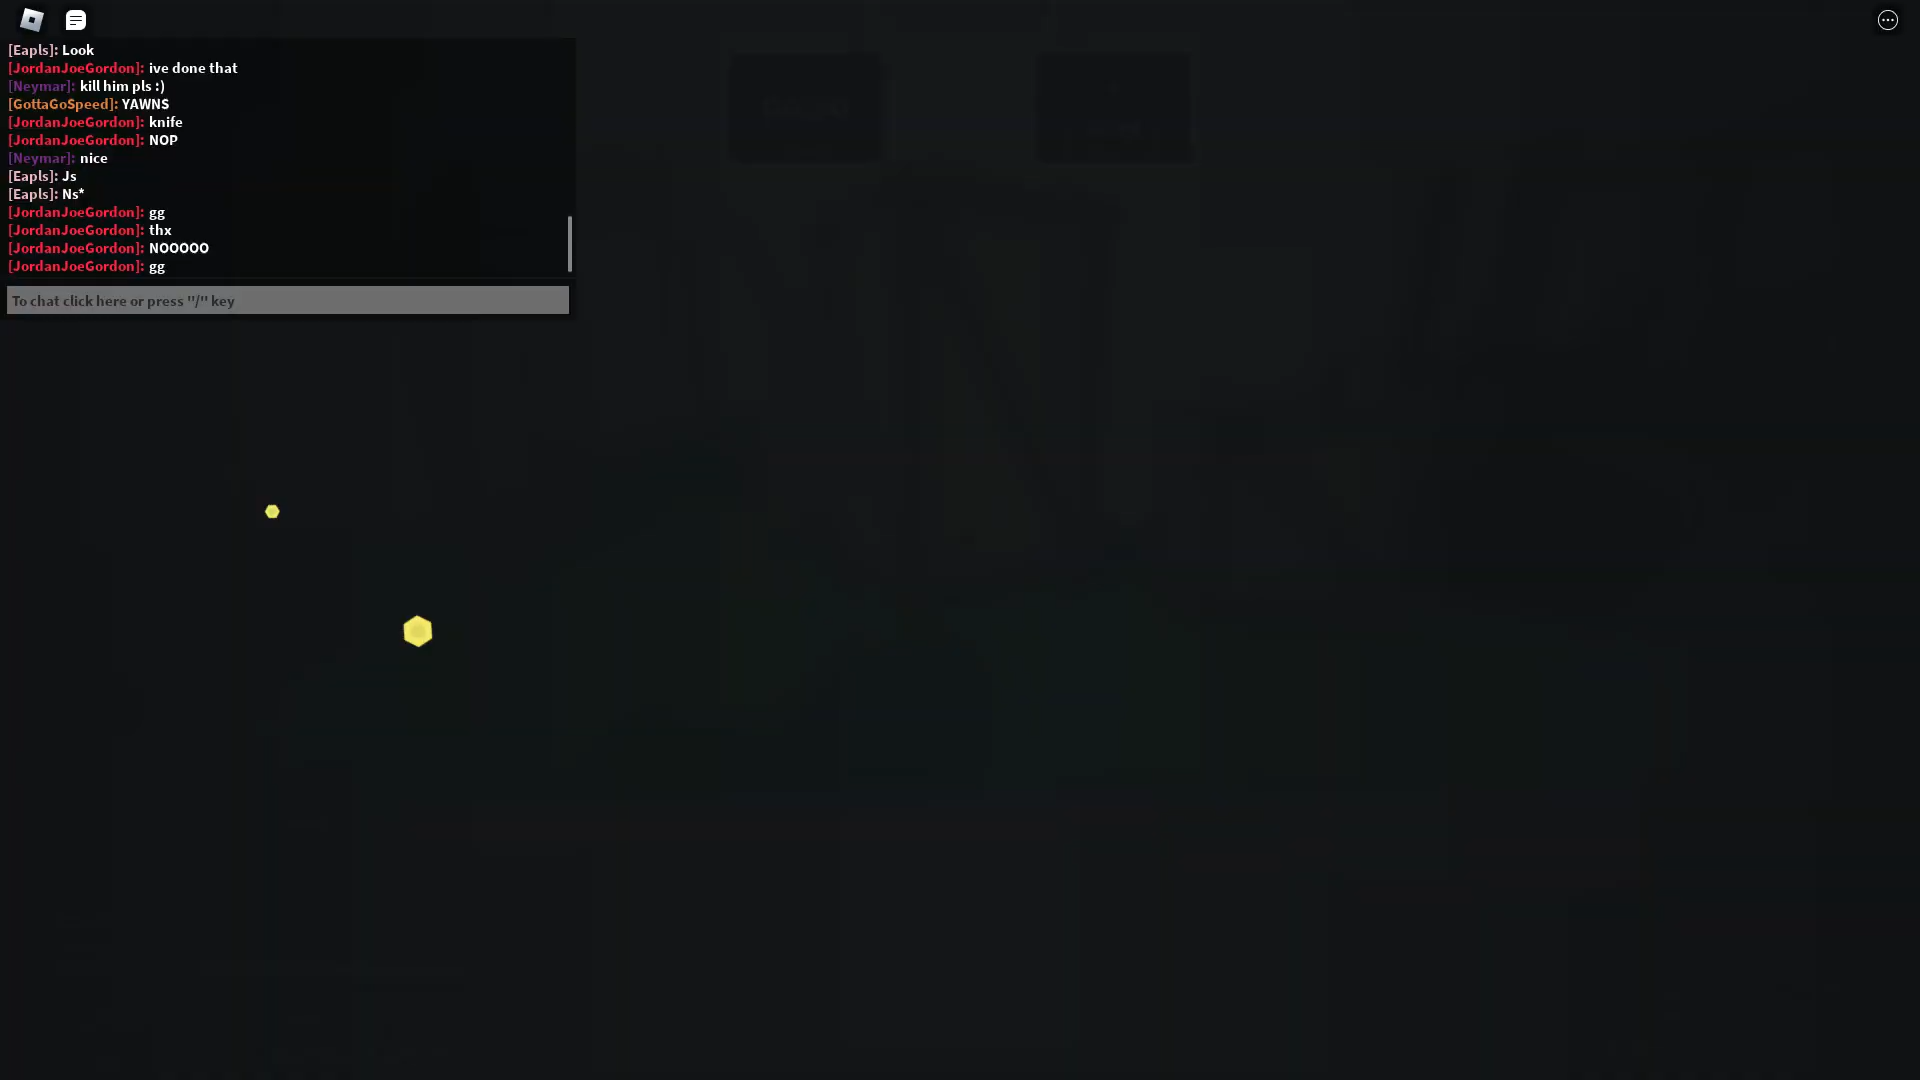 [Eapls]: Look
[JordanJoeGordon]: ive done that
[Neymar]: kill him pls :)
[GottaGoSpeed]: YAWNS
[JordanJoeGordon]: knife
[JordanJoeGordon]: NOP
[Neymar]: nice
[Eapls]: Js
[Eapls]: Ns*
[JordanJoeGordon]: gg
[JordanJoeGordon]: thx
[JordanJoeGordon]: NOOOOO
[JordanJoeGordon]: gg
To chat click here or press "/" key